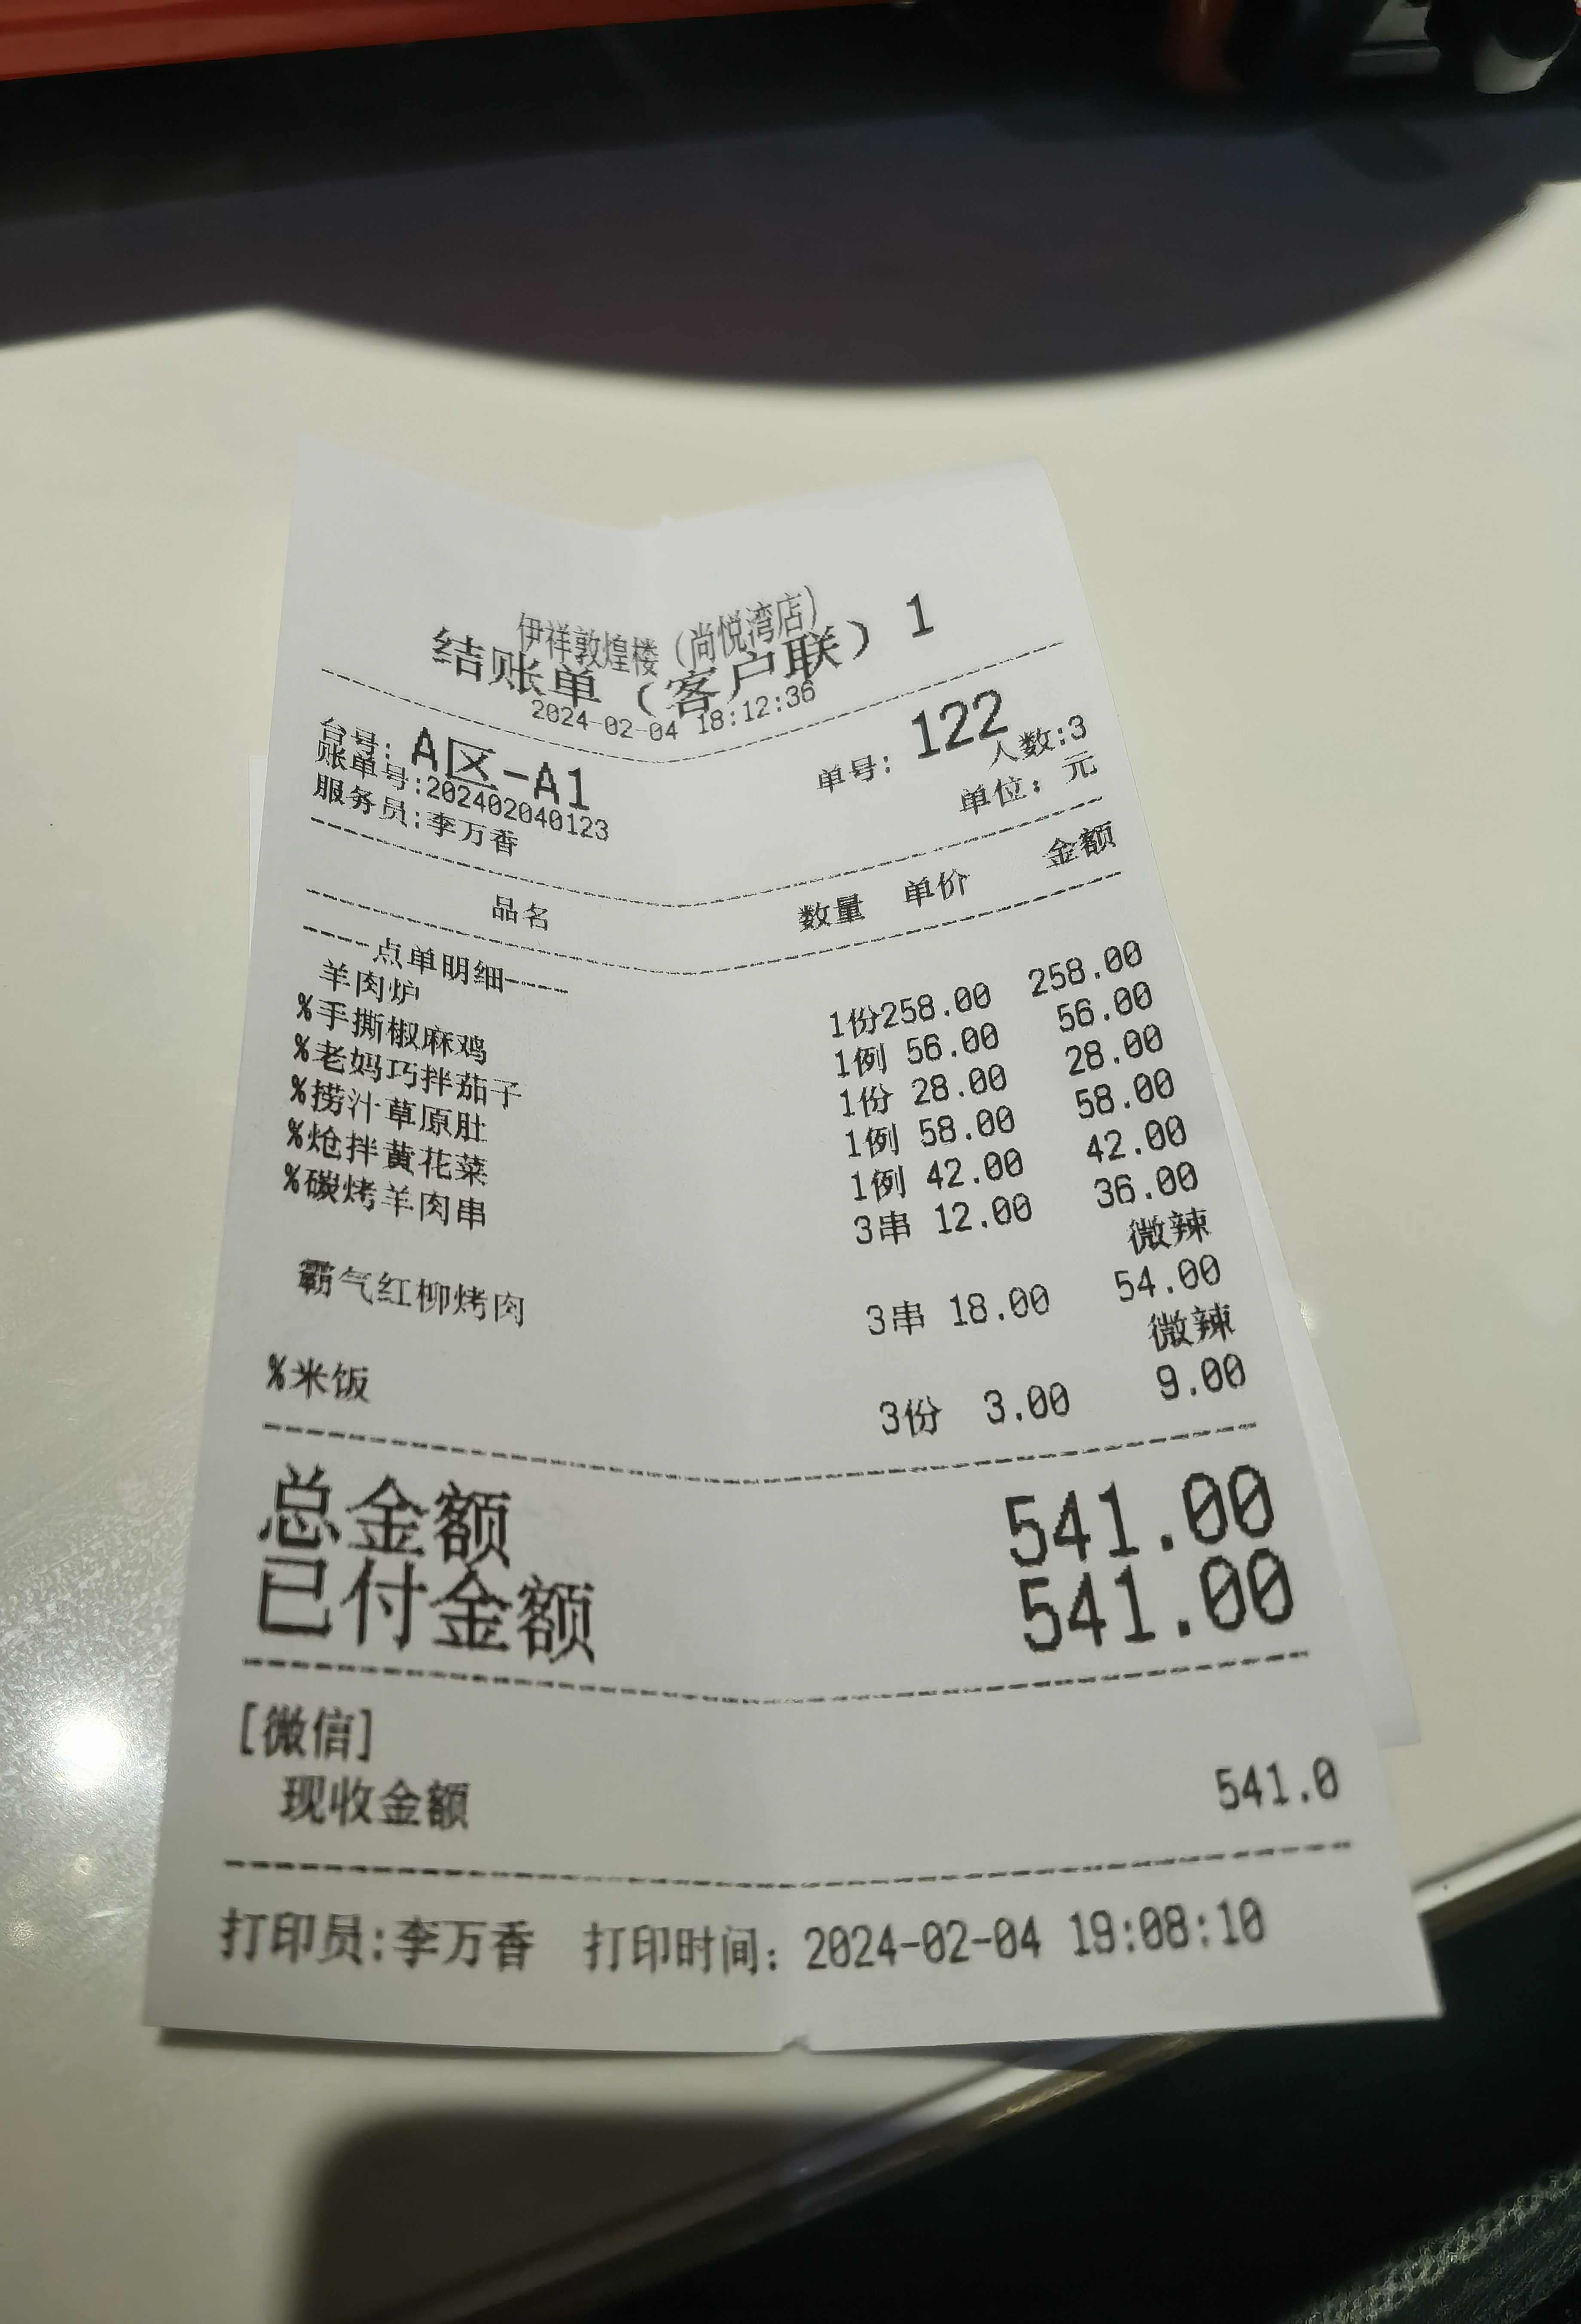 伊祥敦煌楼（尚悦湾店）
结账单（客户联）1
2024-02-04 18:12:36
台号: A区-A1 单号: 122
账单号:202402040123 人数:3
服务员:李万香 单位: 元
品名 数量 单价 金额
----点单明细----
羊肉炉 1份258.00 258.00
%手撕椒麻鸡 1例 56.00 56.00
%老妈巧拌茄子 1份 28.00 28.00
%捞汁草原肚 1例 58.00 58.00
%炝拌黄花菜 1例 42.00 42.00
%碳烤羊肉串 3串 12.00 36.00
微辣
霸气红柳烤肉 3串 18.00 54.00
微辣
%米饭 3份 3.00 9.00
总金额 541.00
已付金额 541.00
[微信]
现收金额 541.0
打印员:李万香 打印时间: 2024-02-04 19:08:10